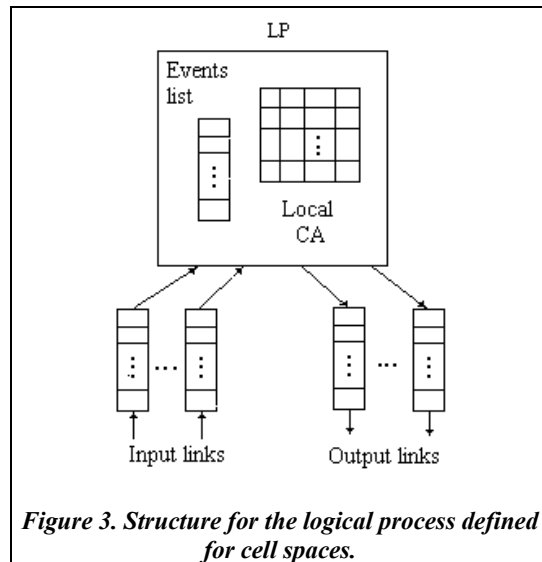 LP
Events
list
Local
CA
Input links
Output links
Figure 3. Structure for the logical process defined
for cell spaces.